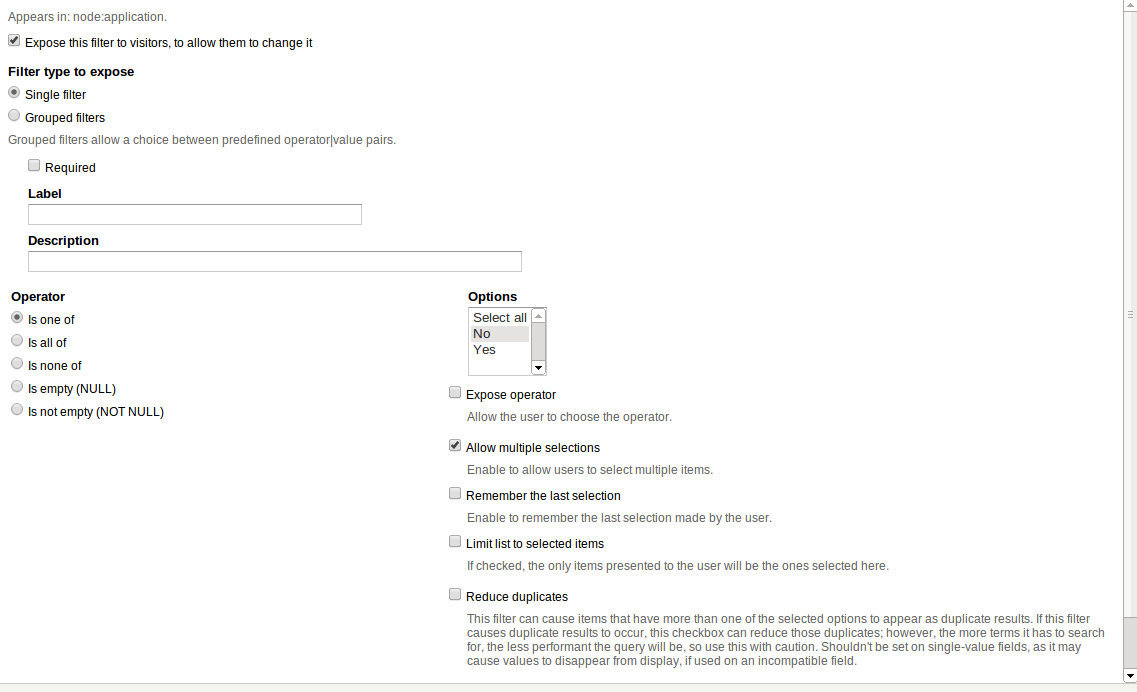 Appears in: node:application.
Expose this filter to visitors, to allow them to change it
Filter type to expose
Single filter
Grouped filters
Grouped filters allow a choice between predefined operator|value pairs.
Required
Label
Description
Operator
Is one of
Is all of
Is none of
Is empty (NULL)
Is not empty (NOT NULL)
Options
Select all
No
Yes
Expose operator
Allow the user to choose the operator.
Allow multiple selections
Enable to allow users to select multiple items.
Remember the last selection
Enable to remember the last selection made by the user.
Limit list to selected items
If checked, the only items presented to the user will be the ones selected here.
Reduce duplicates
This filter can cause items that have more than one of the selected options to appear as duplicate results. If this filter
causes duplicate results to occur, this checkbox can reduce those duplicates; however, the more terms it has to search
for, the less performant the query will be, so use this with caution. Shouldn't be set on single-value fields, as it may
cause values to disappear from display, if used on an incompatible field.